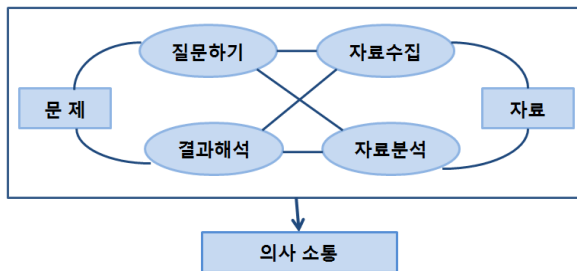 질문하기
자료수집
문 제
자료
결과해석
자료분석
의사 소통